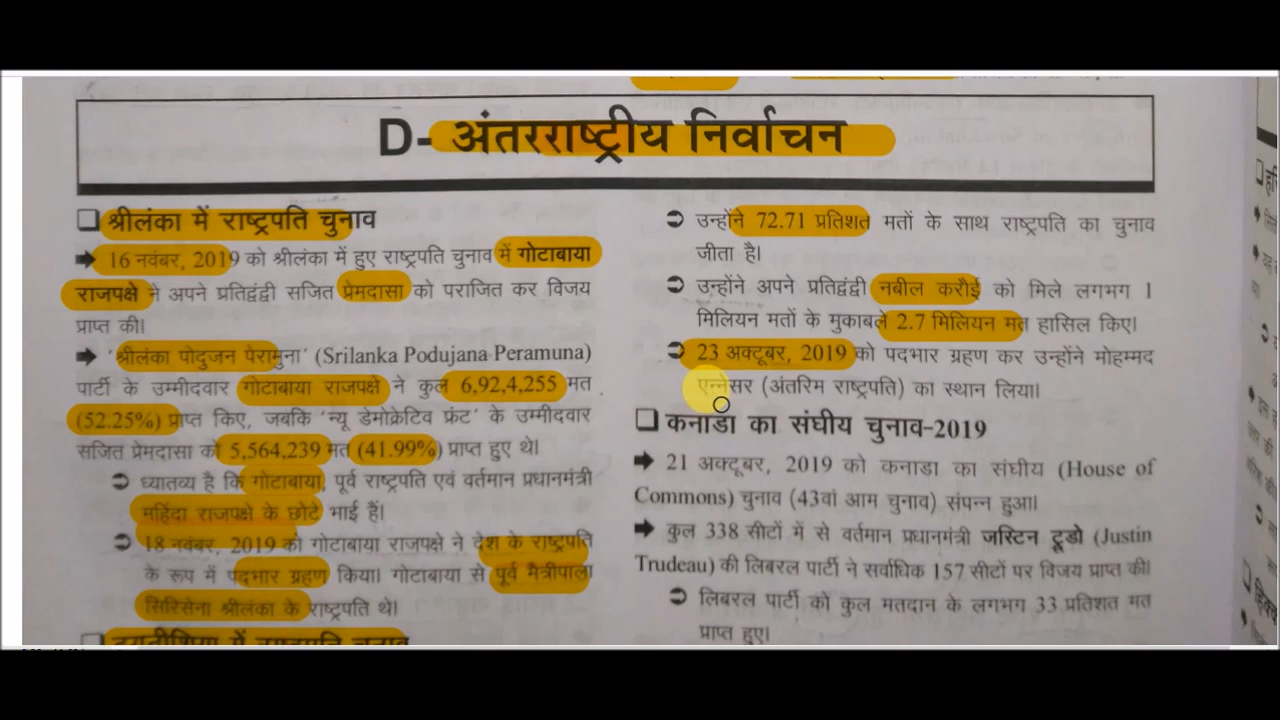 D- अंतरराष्ट्रीय निर्वाचन
❑ श्रीलंका में राष्ट्रपति चुनाव
➡ 16 नवंबर, 2019 को श्रीलंका में हुए राष्ट्रपति चुनाव में गोटाबाया
राजपक्षे ने अपने प्रतिद्वंद्वी सजित प्रेमदासा को पराजित कर विजय
प्राप्त की।
➡ 'श्रीलंका पोदुजन पेरामुना' (Srilanka Podujana Peramuna)
पार्टी के उम्मीदवार गोटाबाया राजपक्षे ने कुल 6,92,4,255 मत
(52.25%) प्राप्त किए, जबकि 'न्यू डेमोक्रेटिव फ्रंट' के उम्मीदवार
सजित प्रेमदासा को 5,564,239 मत (41.99%) प्राप्त हुए थे।
➲ ध्यातव्य है कि गोटाबाया, पूर्व राष्ट्रपति एवं वर्तमान प्रधानमंत्री
महिंदा राजपक्षे के छोटे भाई हैं।
➲ 18 नवंबर, 2019 को गोटाबाया राजपक्षे ने देश के राष्ट्रपति
के रूप में पदभार ग्रहण किया। गोटाबाया से पूर्व मैत्रीपाला
सिरिसेना श्रीलंका के राष्ट्रपति थे।
❑ ट्यूनीशिया में राष्ट्रपति चुनाव
➲ उन्होंने 72.71 प्रतिशत मतों के साथ राष्ट्रपति का चुनाव
जीता है।
➲ उन्होंने अपने प्रतिद्वंद्वी नबील करौई को मिले लगभग 1
मिलियन मतों के मुकाबले 2.7 मिलियन मत हासिल किए।
➲ 23 अक्टूबर, 2019 को पदभार ग्रहण कर उन्होंने मोहम्मद
एन्नेसर (अंतरिम राष्ट्रपति) का स्थान लिया।
❑ कनाडा का संघीय चुनाव-2019
➡ 21 अक्टूबर, 2019 को कनाडा का संघीय (House of
Commons) चुनाव (43वां आम चुनाव) संपन्न हुआ।
➡ कुल 338 सीटों में से वर्तमान प्रधानमंत्री जस्टिन ट्रूडो (Justin
Trudeau) की लिबरल पार्टी ने सर्वाधिक 157 सीटों पर विजय प्राप्त की।
➲ लिबरल पार्टी को कुल मतदान के लगभग 33 प्रतिशत मत
प्राप्त हुए।